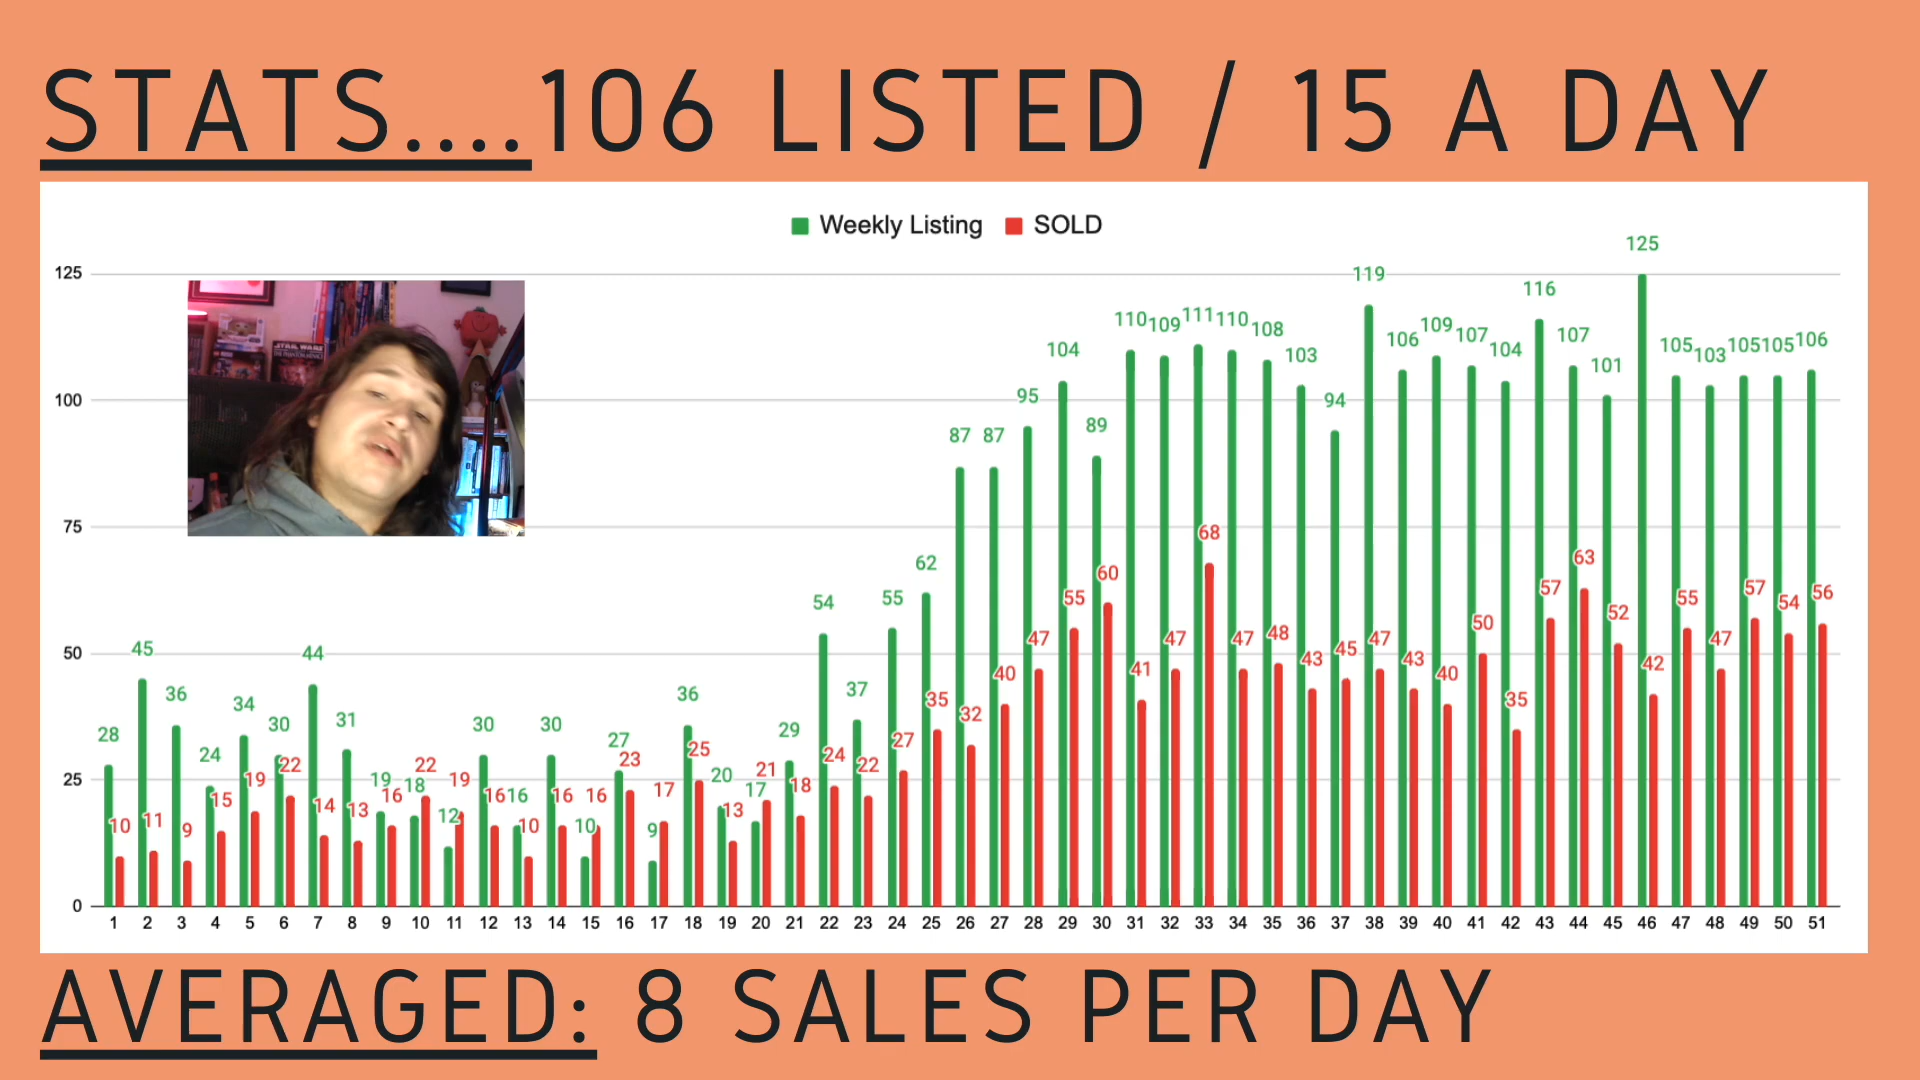 STATS....106 LISTED / 15 A DAY
Weekly Listing SOLD
125
100
75
50
25
0
28 45 36 24 34 30 44 31 19 18 12 30 16 30 10 27 9 36 20 17 29 54 37 55 62 87 87 95 104 89 110 109 111 110 108 103 94 119 106 109 107 104 116 107 101 125 105 103 105 105 106
10 11 9 15 19 22 14 13 16 22 19 16 10 16 16 23 17 25 13 21 18 24 22 27 35 32 40 47 55 60 41 47 68 47 48 43 45 47 43 40 50 35 57 63 52 42 55 47 57 54 56
1 2 3 4 5 6 7 8 9 10 11 12 13 14 15 16 17 18 19 20 21 22 23 24 25 26 27 28 29 30 31 32 33 34 35 36 37 38 39 40 41 42 43 44 45 46 47 48 49 50 51
STAR WARS
AVERAGED: 8 SALES PER DAY